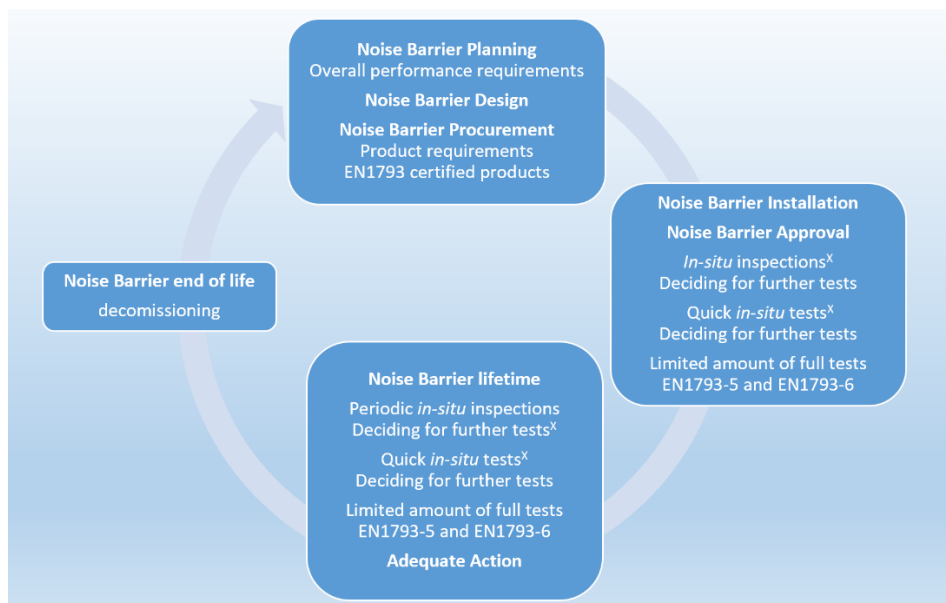 Noise Barrier Planning
Overall performance requirements
Noise Barrier Design
Noise Barrier Procurement
Product requirements
EN1793 certified products
Noise Barrier Installation
Noise Barrier Approval
In-situ inspectionsˣ
Deciding for further tests
Quick in-situ testsˣ
Deciding for further tests
Limited amount of full tests
EN1793-5 and EN1793-6
Noise Barrier lifetime
Periodic in-situ inspections
Deciding for further testsˣ
Quick in-situ testsˣ
Deciding for further tests
Limited amount of full tests
EN1793-5 and EN1793-6
Adequate Action
Noise Barrier end of life
decomissioning